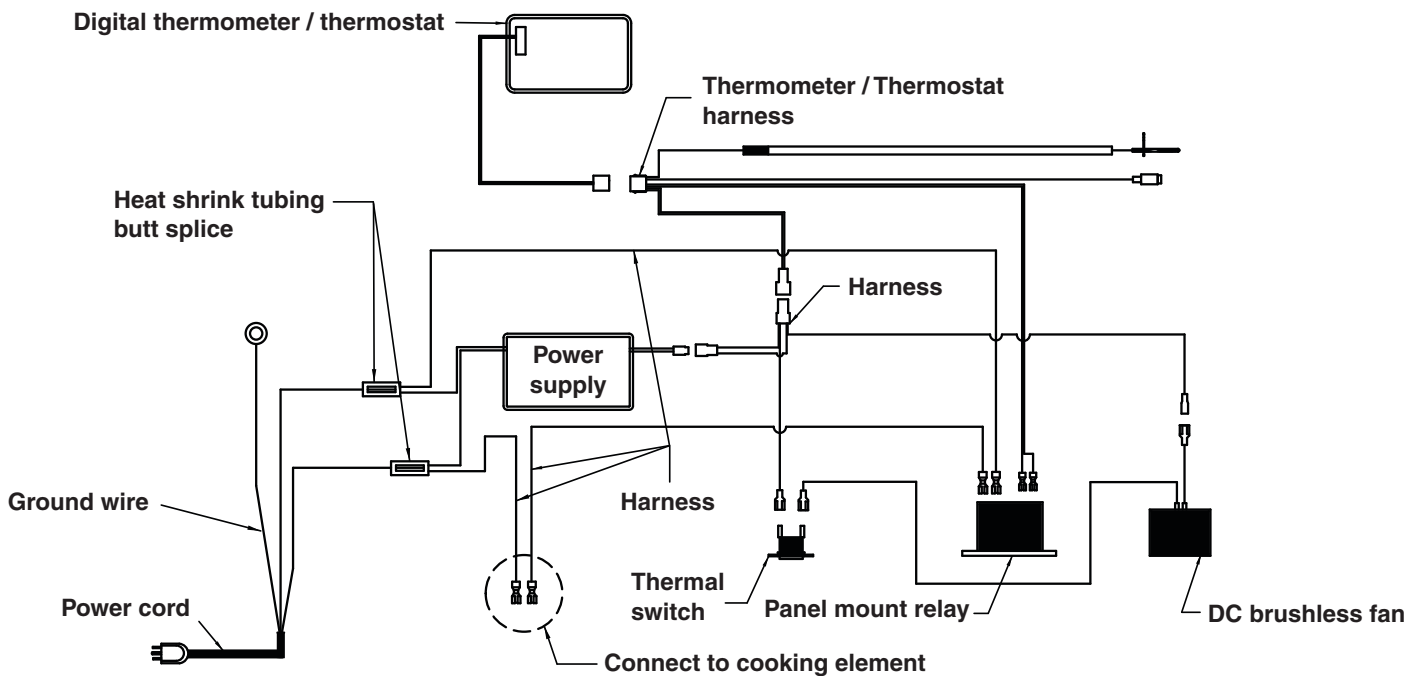 Digital thermometer / thermostat
Thermometer / Thermostat
harness
Heat shrink tubing
butt splice
Harness
Power
supply
Ground wire
Harness
Thermal
switch
Panel mount relay
DC brushless fan
Power cord
Connect to cooking element